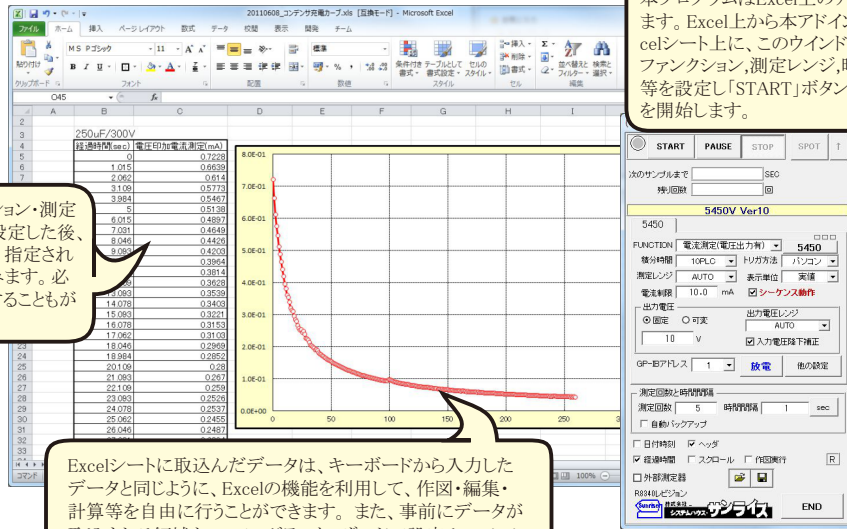 20110608_コンデンサ充電カーブ.xls [互換モード] - Microsoft Excel
ファイル ホーム 挿入 ページ レイアウト 数式 データ 校閲 表示 開発 チーム
MS Pゴシック 11 標準
貼り付け
条件付き書式 テーブルとして書式設定 セルのスタイル
挿入 削除 書式
並べ替えとフィルター 検索と選択
クリップボード フォント 配置 数値 スタイル セル 編集
O45 fx
A B C D E F G H
250uF/300V
経過時間(sec) 電圧印加電流測定(mA)
0 0.7228
1.015 0.6639
2.062 0.614
3.109 0.5773
3.984 0.5467
5 0.5138
6.015 0.4897
7.031 0.4649
8.046 0.4426
9.093 0.4203
0.3964
0.3814
0.3628
13.093 0.3539
14.078 0.3403
15.093 0.3221
16.078 0.3153
17.062 0.3103
18.046 0.2969
18.984 0.2852
20.109 0.28
21.093 0.267
22.109 0.259
23.093 0.2526
24.078 0.2537
25.062 0.2455
26.046 0.2487
8.0E-01
7.0E-01
6.0E-01
5.0E-01
4.0E-01
3.0E-01
2.0E-01
1.0E-01
0.0E+00
0 50 100 150 200 250
コマンド
100%
ション・測定
設定した後、
指定され
みます。必
することもが
Excelシートに取込んだデータは、キーボードから入力した
データと同じように、Excelの機能を利用して、作図・編集・
計算等を自由に行うことができます。また、事前にデータが
ます。Excel上から本アドイン
celシート上に、このウインド
ファンクション,測定レンジ,時
等を設定し「START」ボタン
を開始します。
START PAUSE STOP SPOT ↑
次のサンプルまで SEC
残り回数 回
5450V Ver10
5450
FUNCTION 電流測定(電圧出力有) 5450
積分時間 10PLC トリガ方法 パソコン
測定レンジ AUTO 表示単位 実値
電流制限 10.0 mA シーケンス動作
出力電圧
固定 可変
10 V
出力電圧レンジ
AUTO
入力電圧降下補正
GP-IBアドレス 1 放電 他の設定
測定回数と時間間隔
測定回数 5 時間間隔 1 sec
自動バックアップ
日付時刻 ヘッダ
経過時間 スクロール 作図実行 R
外部測定器
R8340レビジョン
Sunrise 株式会社 システムハウス・サンライズ END